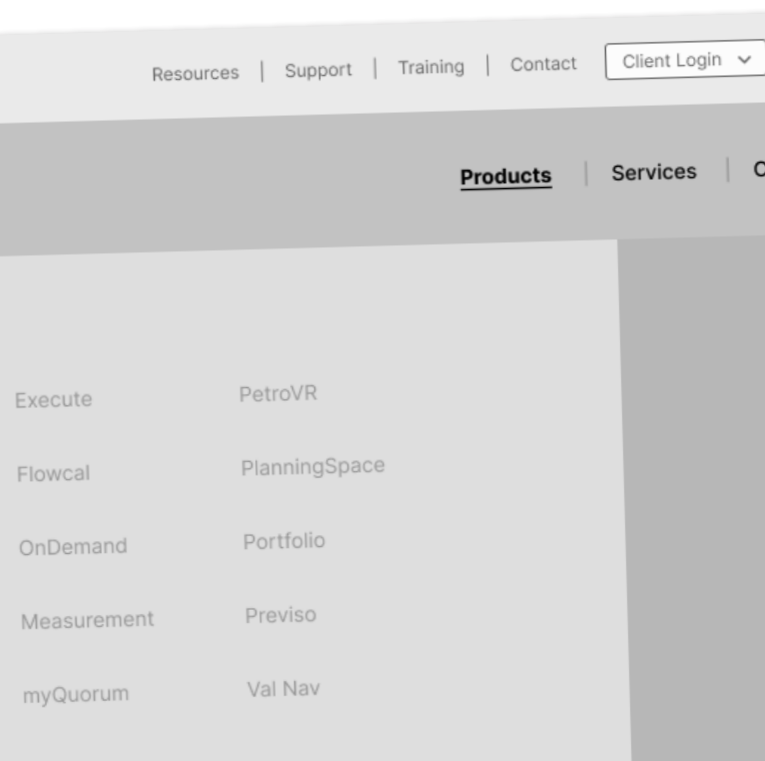 Resources | Support | Training | Contact Client Login
Products | Services |
Execute PetroVR
Flowcal PlanningSpace
OnDemand Portfolio
Measurement Previso
myQuorum Val Nav